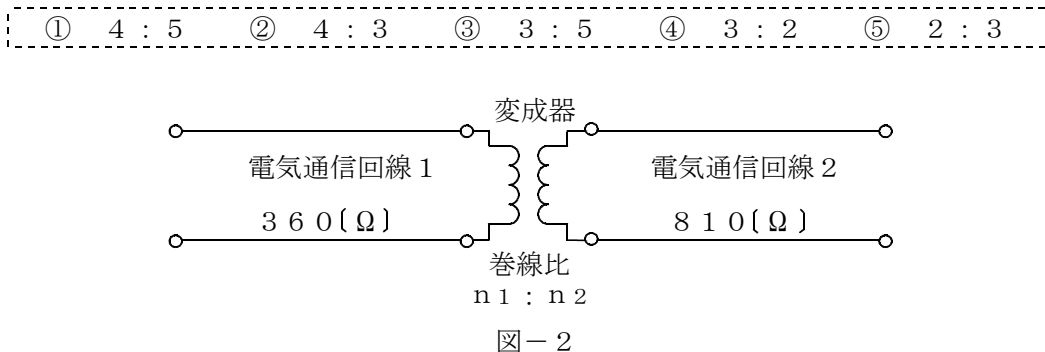 ① ４：５ ② ４：３ ③ ３：５ ④ ３：２ ⑤ ２：３
変成器
電気通信回線１ 電気通信回線２
３６０〔Ω〕 ８１０〔Ω〕
巻線比
ｎ１：ｎ２
図－２